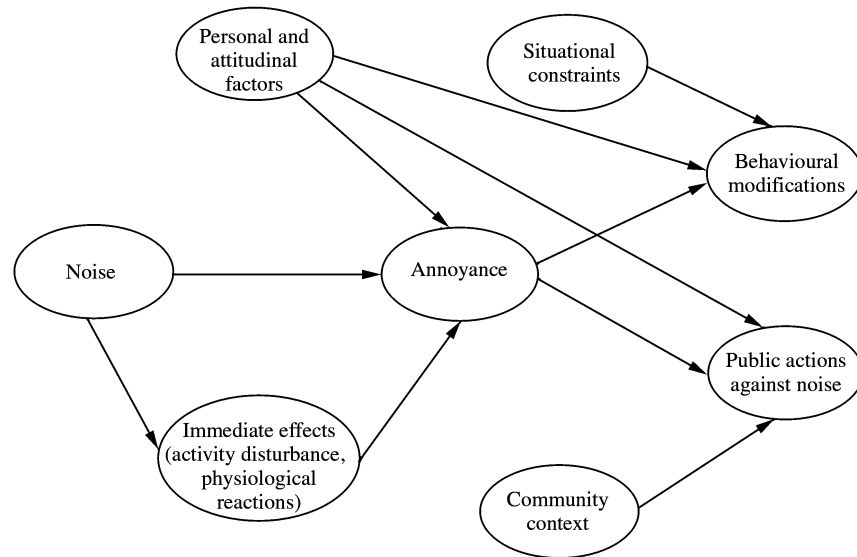 Personal and
attitudinal
factors
Situational
constraints
Behavioural
modifications
Noise
Annoyance
Public actions
against noise
Immediate effects
(activity disturbance,
physiological
reactions)
Community
context